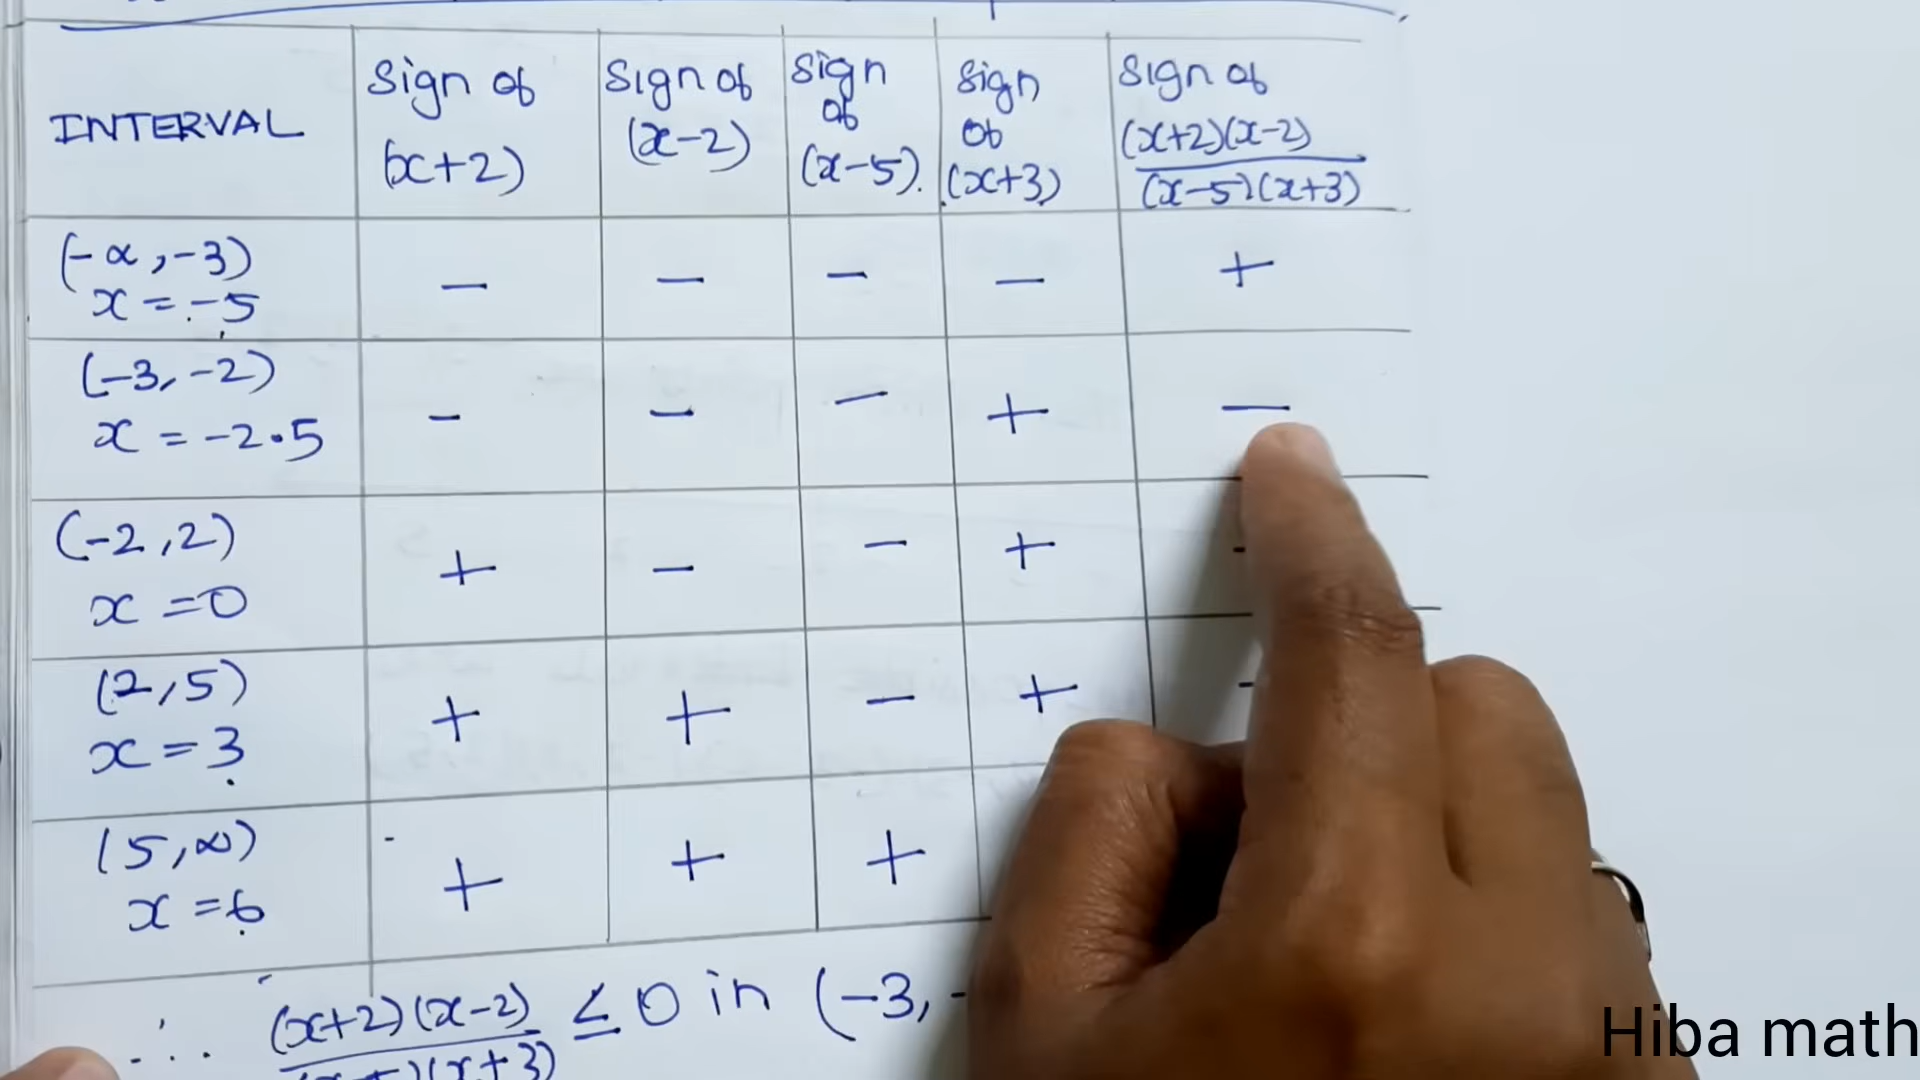 INTERVAL
Sign of
(x+2)
Sign of
(x-2)
Sign
of
(x-5).
Sign
of
(x+3)
Sign of
(x+2)(x-2)
(x-5)(x+3)
(-∝,-3)
x = -5
- - - - +
(-3,-2)
x = -2.5
- - - + -
(-2,2)
x = 0
+ - - +
(2,5)
x = 3
+ + - +
(5,∞)
x = 6
+ + +
∴ (x+2)(x-2) ≤ 0 in (-3,
(x+3)
Hiba math